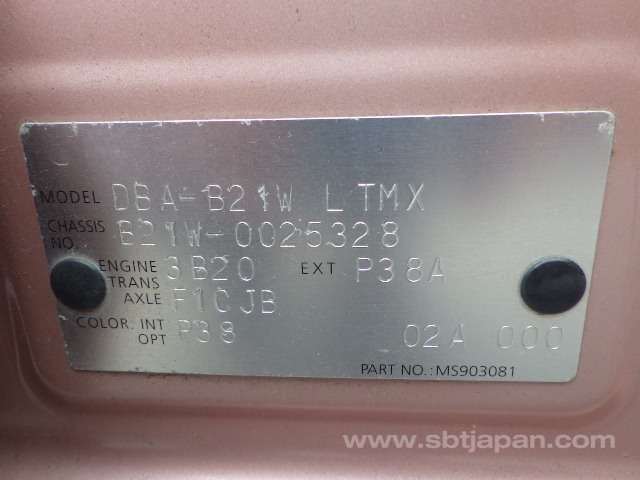 MODEL DBA-B21W LTMX
CHASSIS NO. B21W-0025328
ENGINE 3B20 EXT P38A
TRANS AXLE F1CJB
COLOR. INT OPT P38 02A 000
PART NO.: MS903081
www.sbtjapan.com